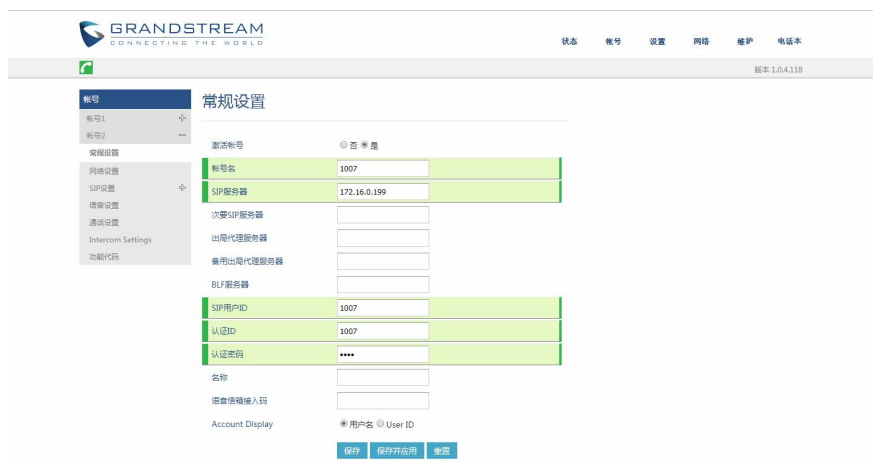 GRANDSTREAM
CONNECTING THE WORLD
状态 帐号 设置 网络 维护 电话本
版本 1.0.4.118
帐号
帐号1
帐号2
常规设置
网络设置
SIP设置
语音设置
通话设置
Intercom Settings
功能代码
常规设置
激活帐号 否 是
帐号名 1007
SIP服务器 172.16.0.199
次要SIP服务器
出局代理服务器
备用出局代理服务器
BLF服务器
SIP用户ID 1007
认证ID 1007
认证密码 ••••
名称
语音信箱接入码
Account Display 用户名 User ID
保存 保存并应用 重置